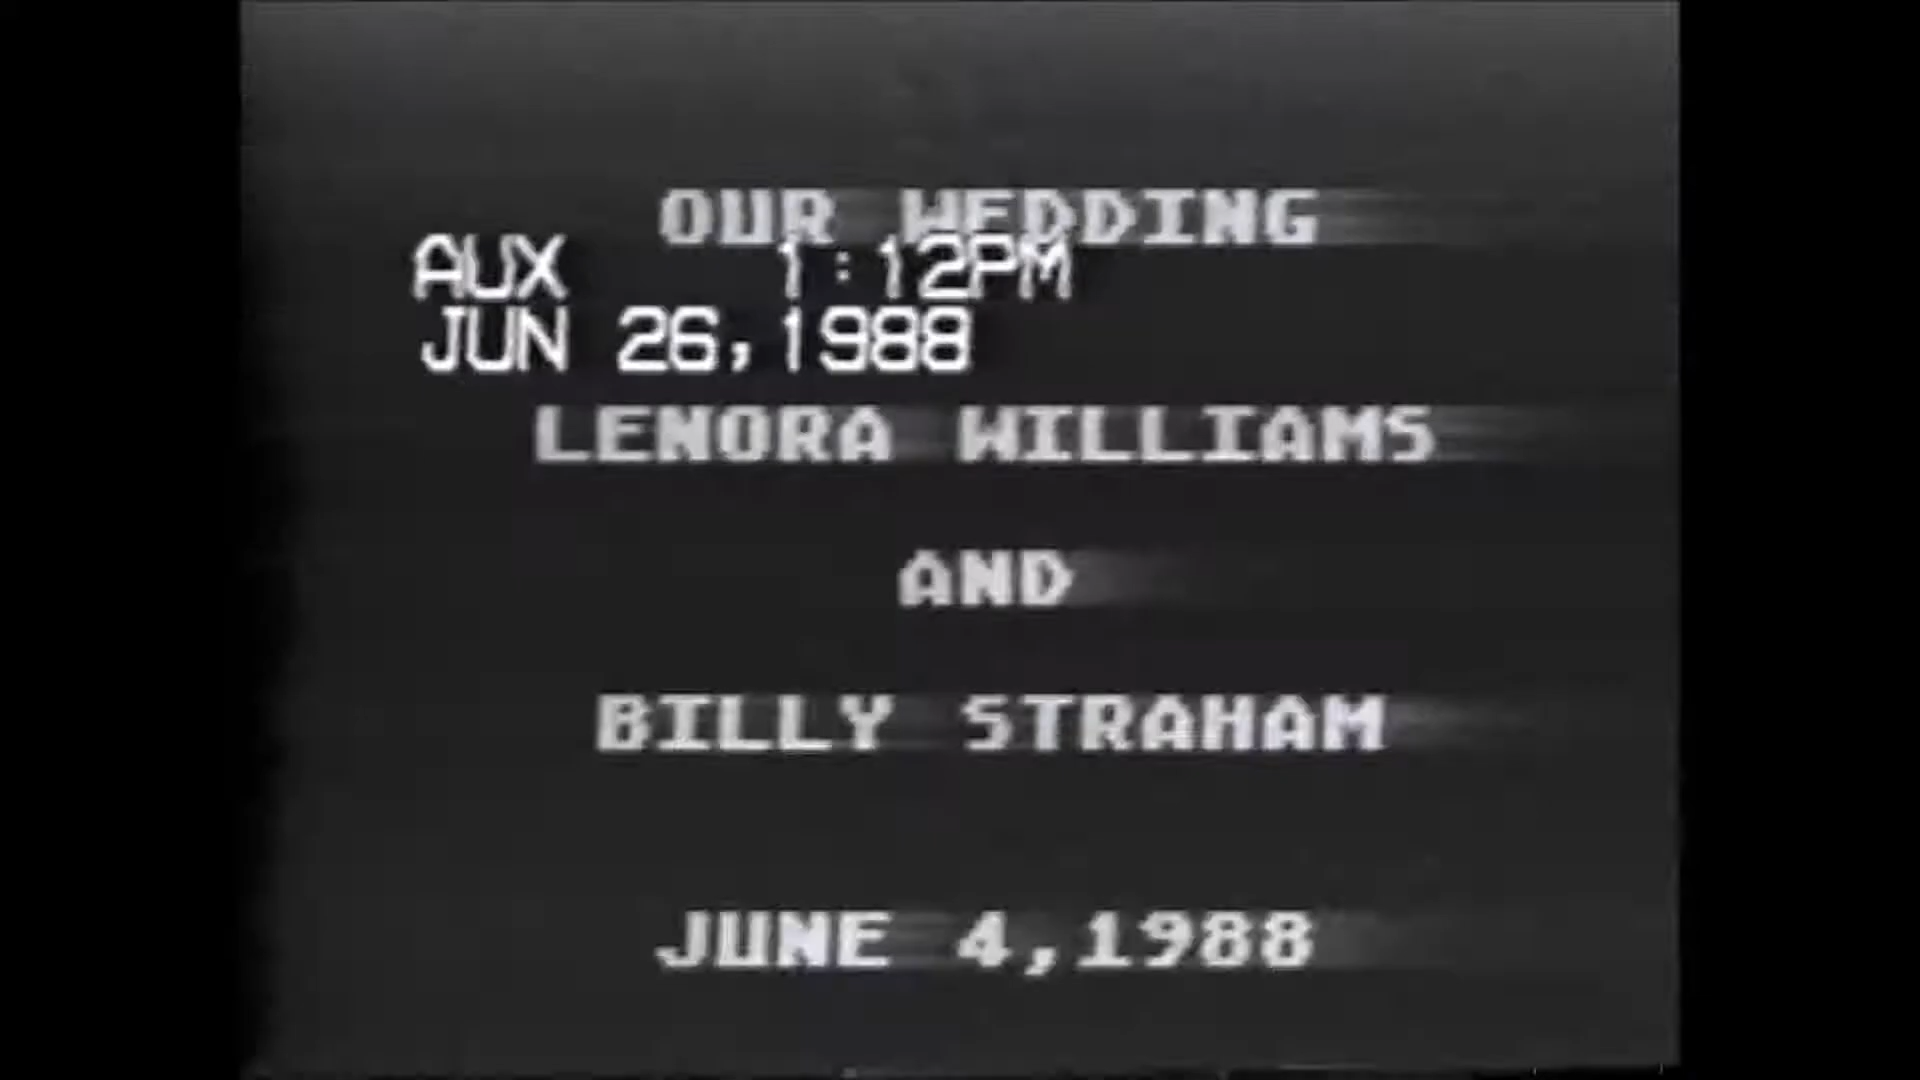 OUR WEDDING
AUX 1:12PM
JUN 26,1988
LENORA WILLIAMS
AND
BILLY STRAHAM
JUNE 4,1988